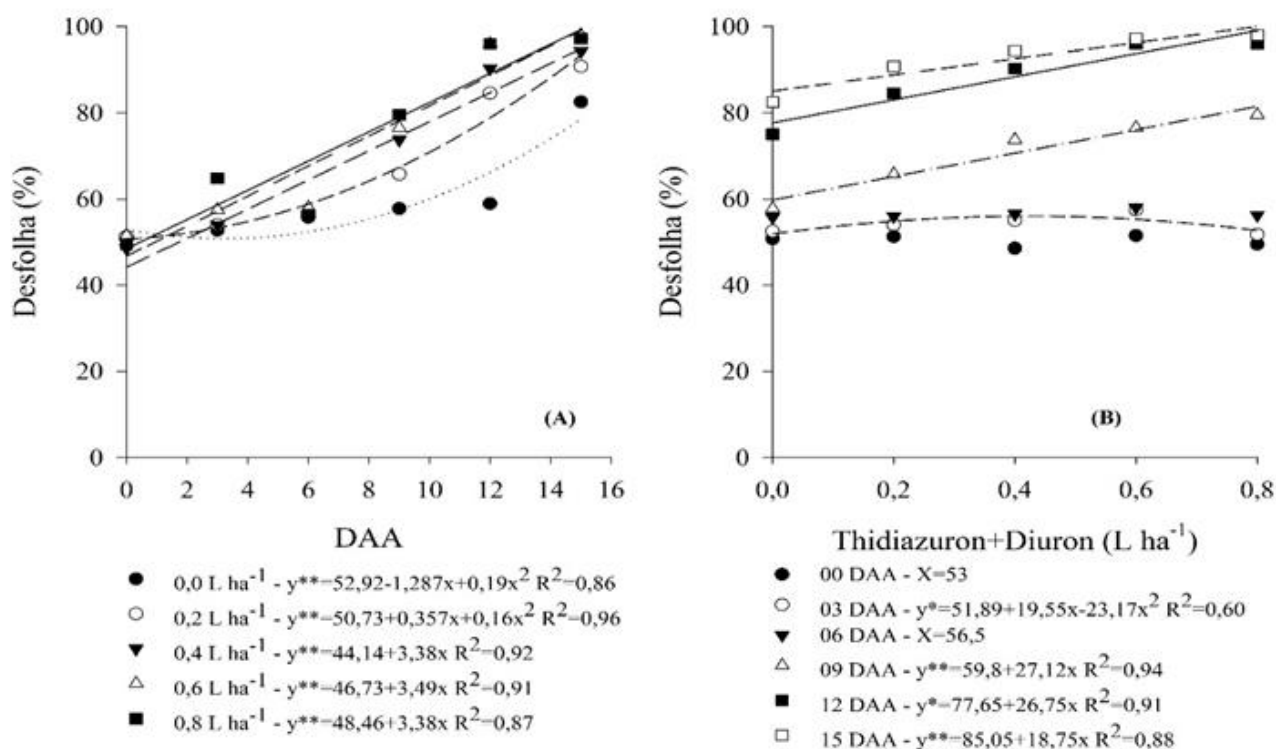 100
80
60
40
20
0
Desfolha (%)
(A)
0 2 4 6 8 10 12 14 16
DAA
● 0,0 L ha⁻¹ - y**=52,92-1,287x+0,19x² R²=0,86
○ 0,2 L ha⁻¹ - y**=50,73+0,357x+0,16x² R²=0,96
▼ 0,4 L ha⁻¹ - y**=44,14+3,38x R²=0,92
△ 0,6 L ha⁻¹ - y**=46,73+3,49x R²=0,91
■ 0,8 L ha⁻¹ - y**=48,46+3,38x R²=0,87
100
80
60
40
20
0
Desfolha (%)
(B)
0,0 0,2 0,4 0,6 0,8
Thidiazuron+Diuron (L ha⁻¹)
● 00 DAA - X=53
○ 03 DAA - y*=51,89+19,55x-23,17x² R²=0,60
▼ 06 DAA - X=56,5
△ 09 DAA - y**=59,8+27,12x R²=0,94
■ 12 DAA - y*=77,65+26,75x R²=0,91
□ 15 DAA - y**=85,05+18,75x R²=0,88